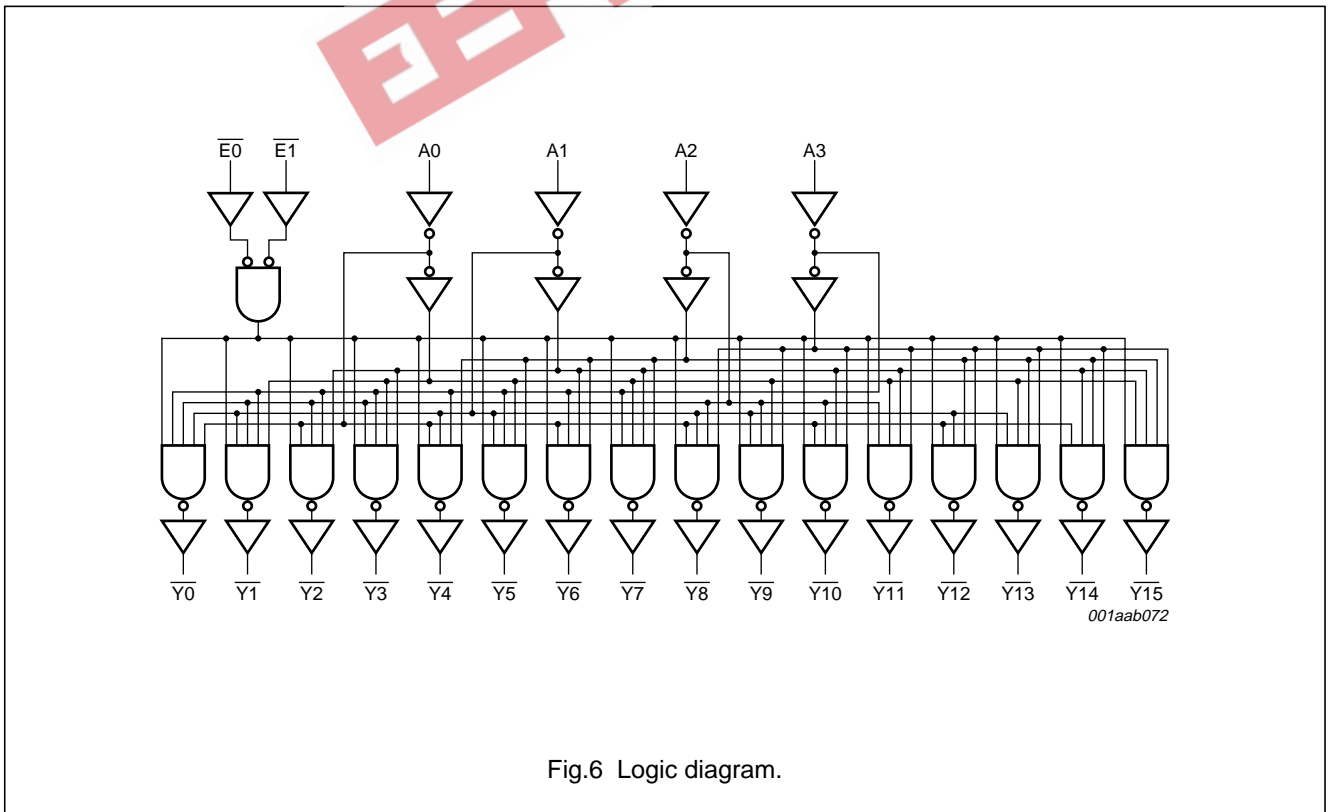 E0 E1 A0 A1 A2 A3
Y0 Y1 Y2 Y3 Y4 Y5 Y6 Y7 Y8 Y9 Y10 Y11 Y12 Y13 Y14 Y15
001aab072
Fig.6 Logic diagram.